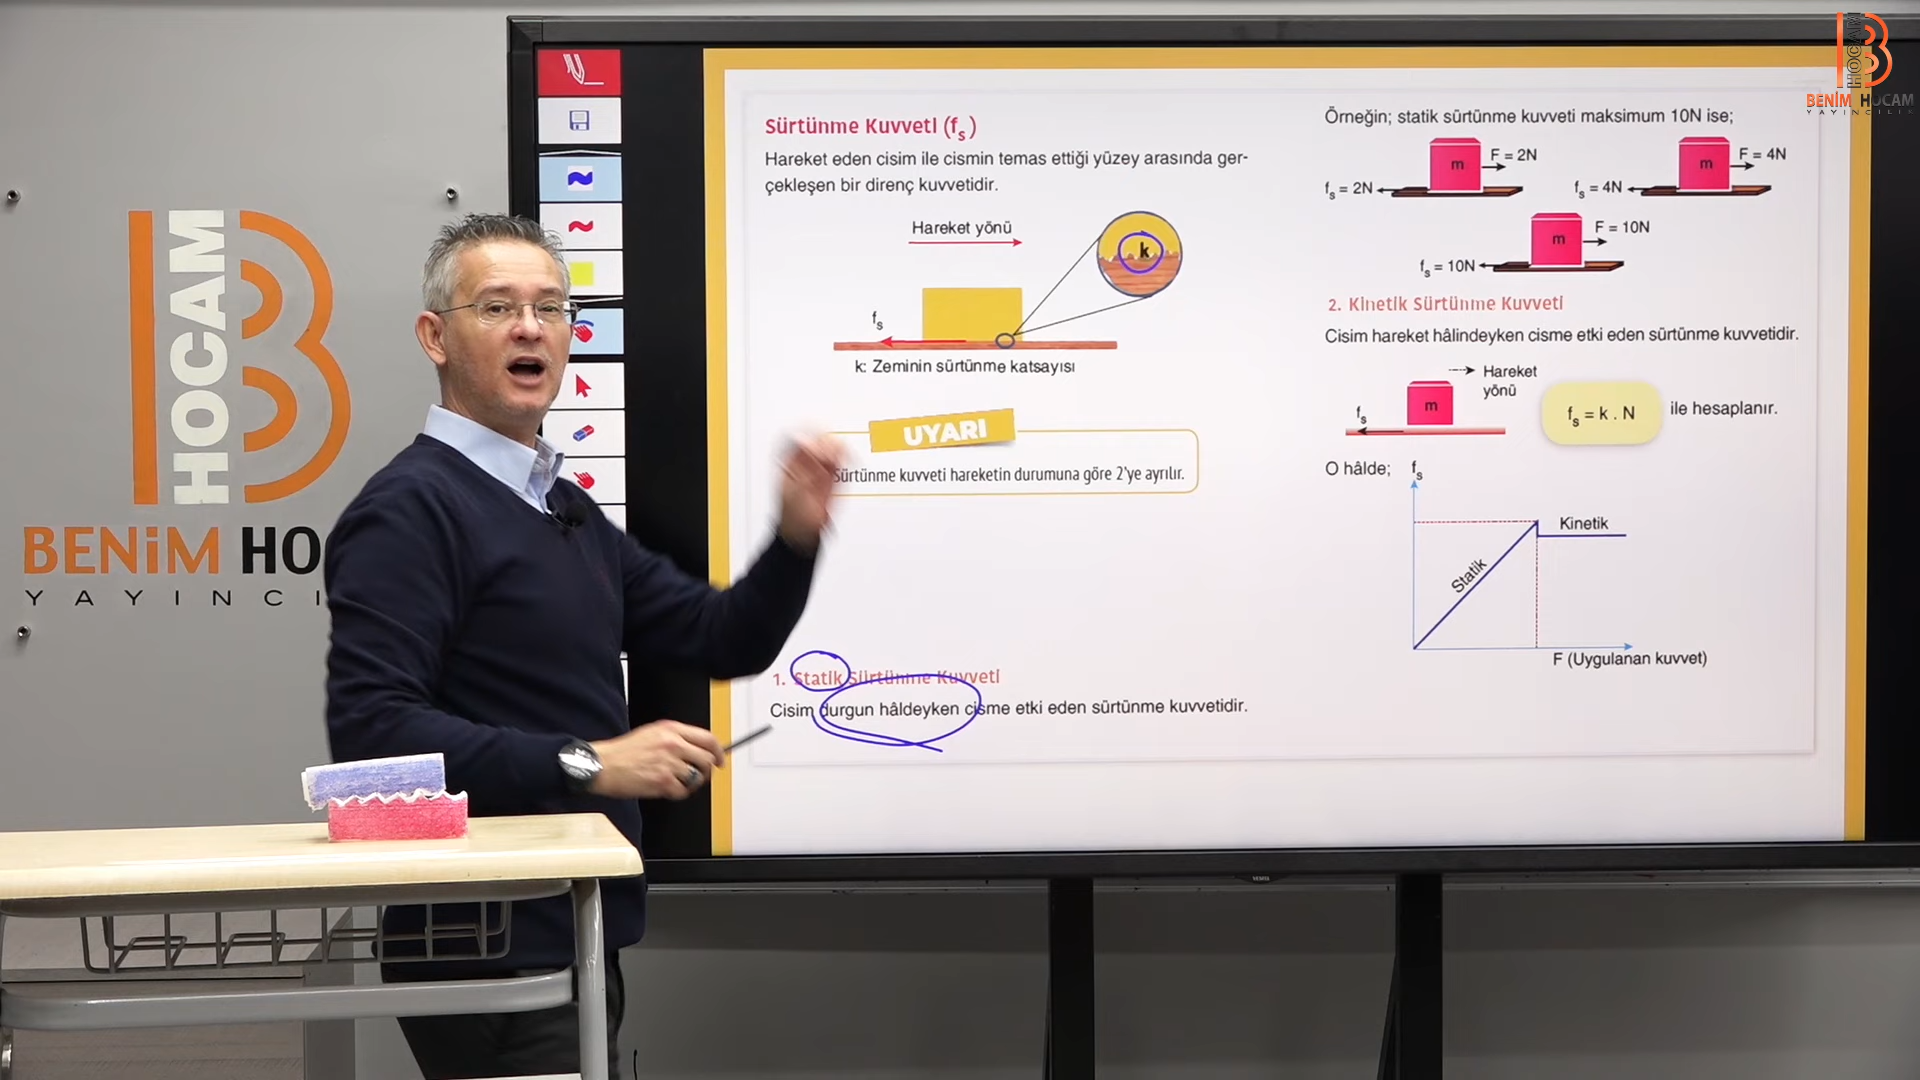 BENİM HOCAM
YAYINCILIK
HOCAM
BENİM HO
YAYINCI
Sürtünme Kuvveti (fs)
Hareket eden cisim ile cismin temas ettiği yüzey arasında ger-
çekleşen bir direnç kuvvetidir.
Hareket yönü
k
fs
k: Zeminin sürtünme katsayısı
UYARI
Sürtünme kuvveti hareketin durumuna göre 2'ye ayrılır.
1. Statik Sürtünme Kuvveti
Cisim durgun hâldeyken cisme etki eden sürtünme kuvvetidir.
Örneğin; statik sürtünme kuvveti maksimum 10N ise;
m F = 2N
fs = 2N
m F = 4N
fs = 4N
m F = 10N
fs = 10N
2. Kinetik Sürtünme Kuvveti
Cisim hareket hâlindeyken cisme etki eden sürtünme kuvvetidir.
Hareket
yönü
m
fs
fs = k . N ile hesaplanır.
O hâlde; fs
Kinetik
Statik
F (Uygulanan kuvvet)